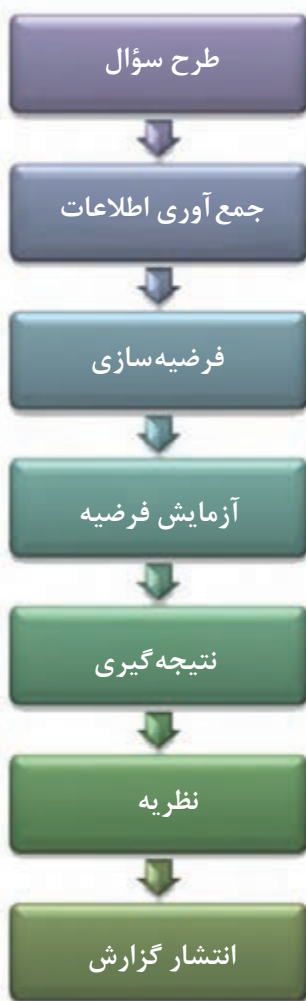 طرح سؤال
جمع‌آوری اطلاعات
فرضیه‌سازی
آزمایش فرضیه
نتیجه‌گیری
نظریه
انتشار گزارش